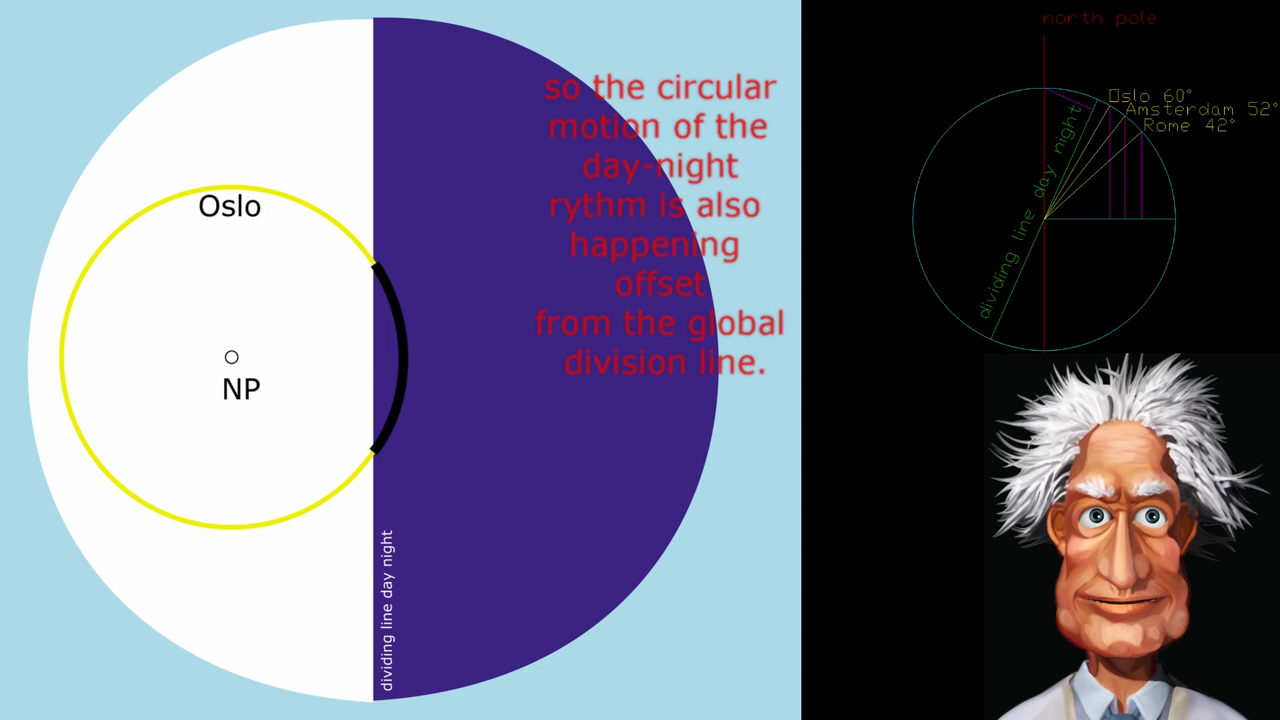 so the circular
motion of the
day-night
rythm is also
happening
offset
from the global
division line.
Oslo
NP
dividing line day night
north pole
Oslo 60°
Amsterdam 52°
Rome 42°
dividing line day night